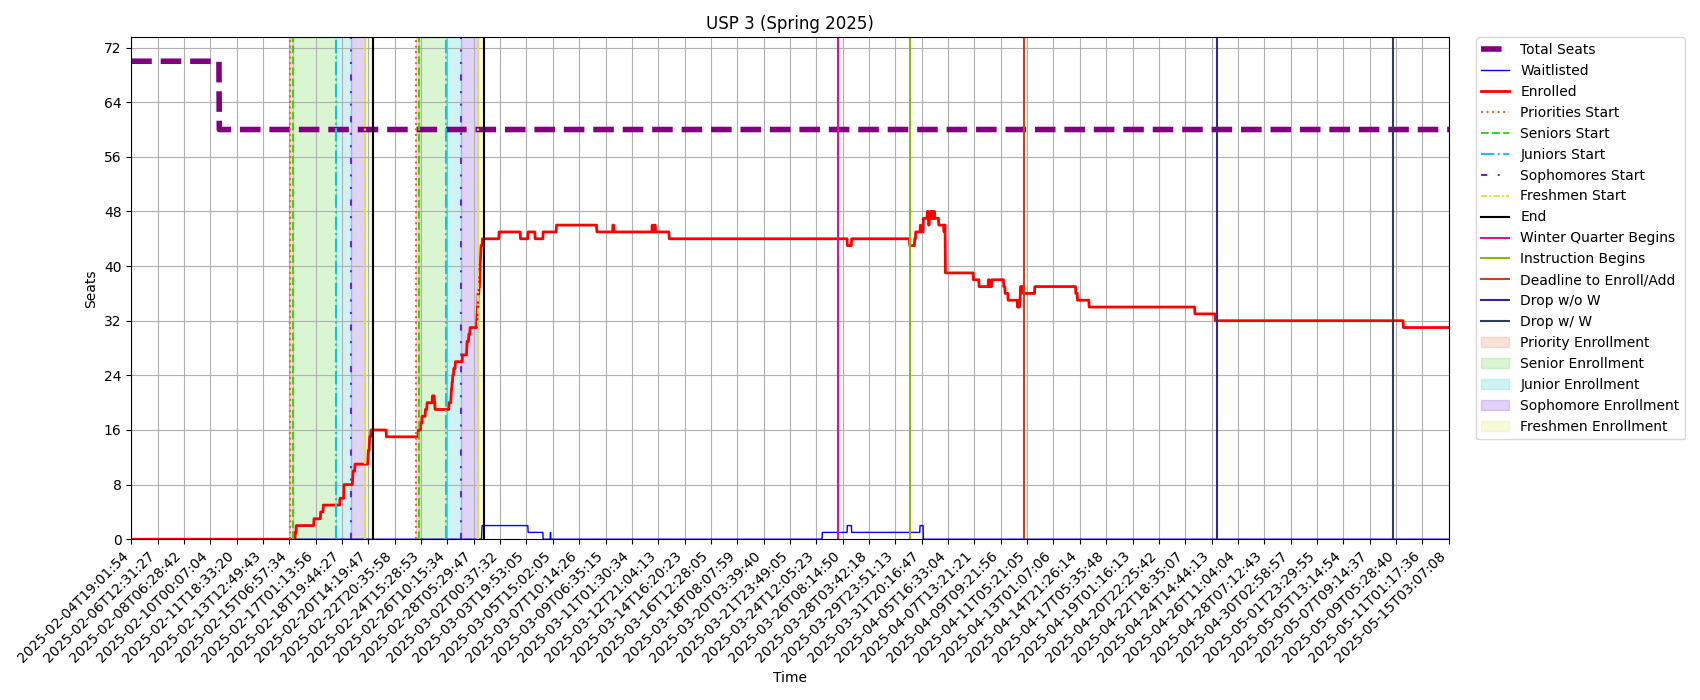 USP 3 (Spring 2025)
Seats
72
64
56
48
40
32
24
16
8
0
2025-02-04T19:01:54
2025-02-06T12:31:27
2025-02-08T06:28:42
2025-02-10T00:07:04
2025-02-11T18:33:20
2025-02-13T12:49:43
2025-02-15T06:57:34
2025-02-17T01:13:56
2025-02-18T19:44:27
2025-02-20T14:19:47
2025-02-22T20:35:58
2025-02-24T15:28:53
2025-02-26T10:15:34
2025-02-28T05:29:47
2025-03-02T00:37:32
2025-03-03T19:53:05
2025-03-05T15:02:05
2025-03-07T10:14:26
2025-03-09T06:35:15
2025-03-11T01:30:34
2025-03-12T21:04:13
2025-03-14T16:20:23
2025-03-16T12:28:05
2025-03-18T08:07:59
2025-03-20T03:39:40
2025-03-21T23:49:05
2025-03-24T12:05:23
2025-03-26T08:14:50
2025-03-28T03:42:18
2025-03-29T23:51:13
2025-03-31T20:16:47
2025-04-05T16:33:04
2025-04-07T13:21:21
2025-04-09T09:21:56
2025-04-11T05:21:05
2025-04-13T01:07:06
2025-04-14T21:26:14
2025-04-17T05:35:48
2025-04-19T01:16:13
2025-04-20T22:25:42
2025-04-22T18:35:07
2025-04-24T14:44:13
2025-04-26T11:04:04
2025-04-28T07:12:43
2025-04-30T02:58:57
2025-05-01T23:29:55
2025-05-05T13:14:54
2025-05-07T09:14:37
2025-05-09T05:28:40
2025-05-11T01:17:36
2025-05-15T03:07:08
Time
Total Seats
Waitlisted
Enrolled
Priorities Start
Seniors Start
Juniors Start
Sophomores Start
Freshmen Start
End
Winter Quarter Begins
Instruction Begins
Deadline to Enroll/Add
Drop w/o W
Drop w/ W
Priority Enrollment
Senior Enrollment
Junior Enrollment
Sophomore Enrollment
Freshmen Enrollment